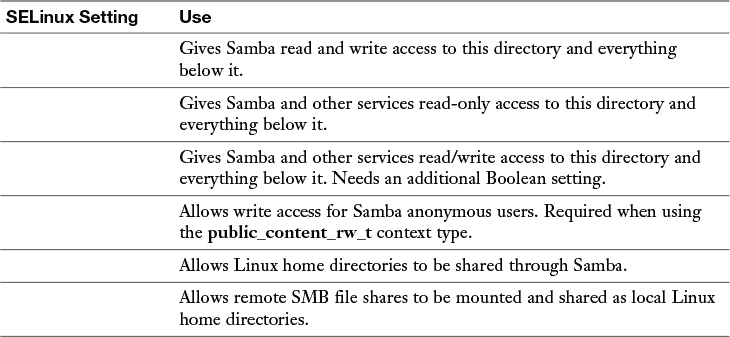 SELinux Setting Use
Gives Samba read and write access to this directory and everything
below it.
Gives Samba and other services read-only access to this directory and
everything below it.
Gives Samba and other services read/write access to this directory and
everything below it. Needs an additional Boolean setting.
Allows write access for Samba anonymous users. Required when using
the public_content_rw_t context type.
Allows Linux home directories to be shared through Samba.
Allows remote SMB file shares to be mounted and shared as local Linux
home directories.